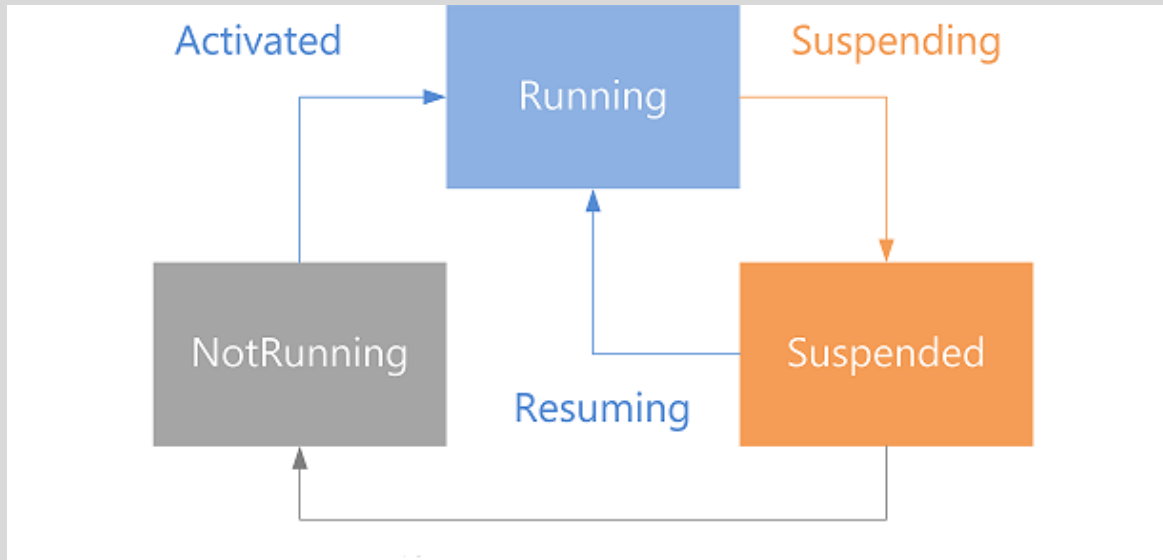 Activated
Suspending
Running
NotRunning
Suspended
Resuming